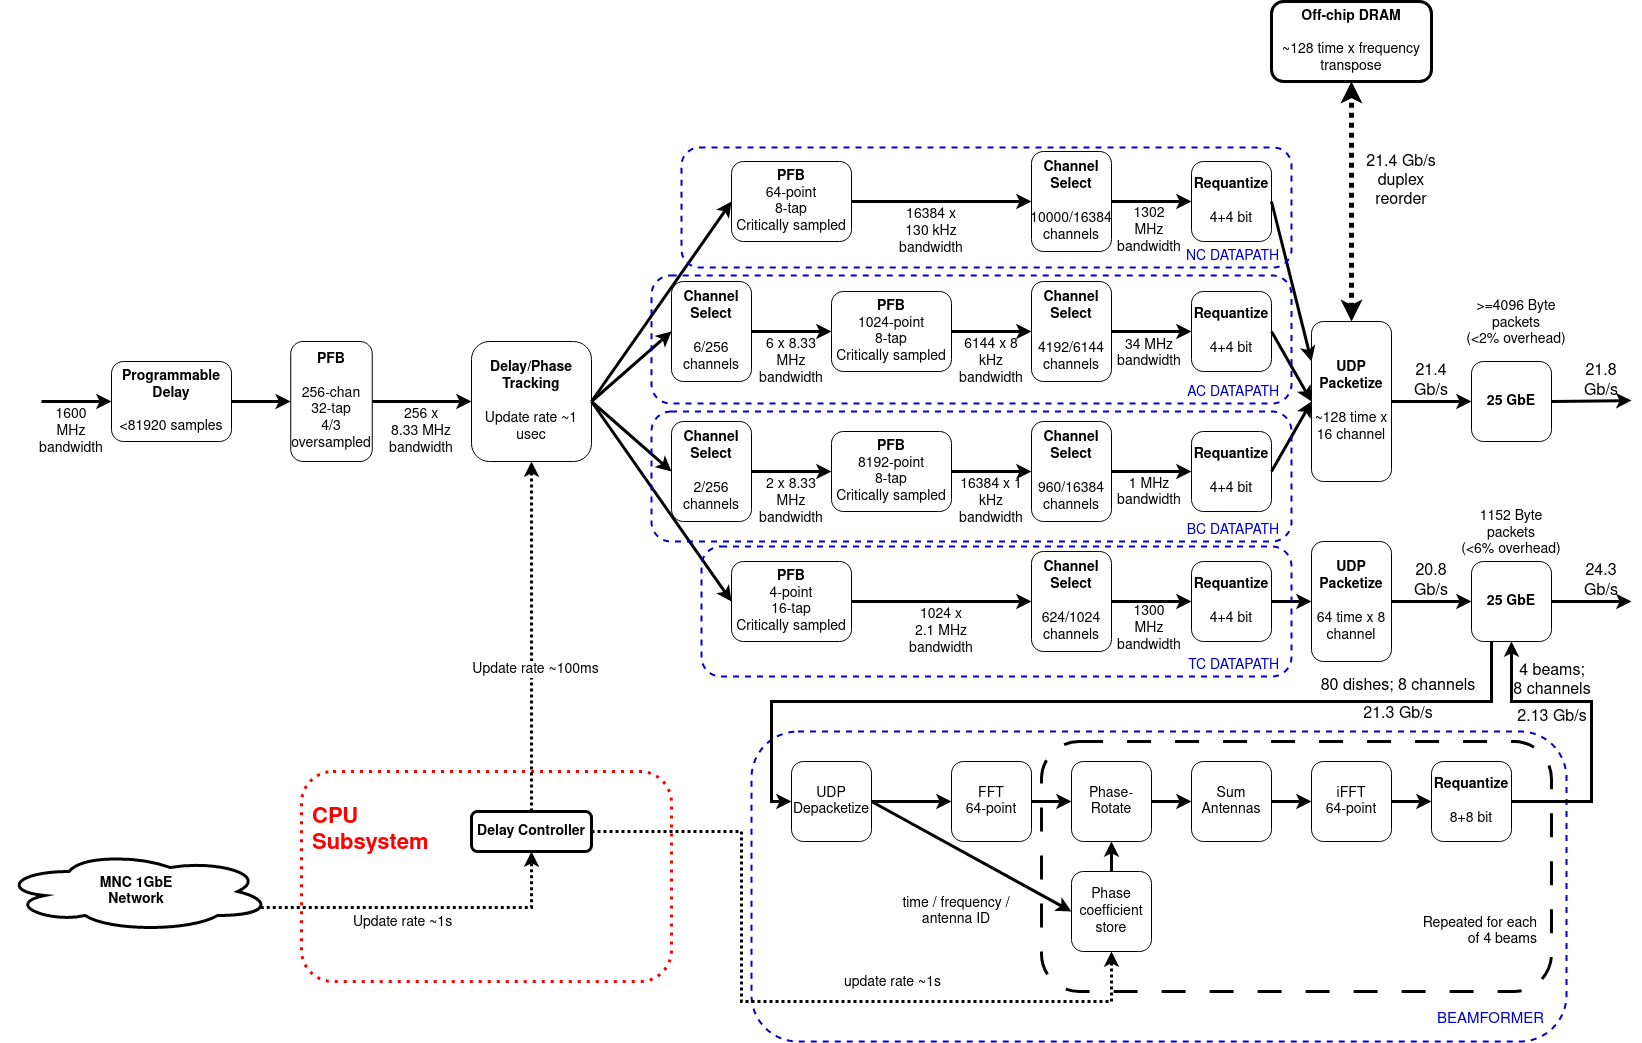 Off-chip DRAM
~128 time x frequency
transpose
21.4 Gb/s
duplex
reorder
PFB
64-point
8-tap
Critically sampled
16384 x
130 kHz
bandwidth
Channel
Select
10000/16384
channels
1302
MHz
bandwidth
Requantize
4+4 bit
NC DATAPATH
Channel
Select
6/256
channels
6 x 8.33
MHz
bandwidth
PFB
1024-point
8-tap
Critically sampled
6144 x 8
kHz
bandwidth
Channel
Select
4192/6144
channels
34 MHz
bandwidth
Requantize
4+4 bit
AC DATAPATH
1600
MHz
bandwidth
Programmable
Delay
<81920 samples
PFB
256-chan
32-tap
4/3
oversampled
256 x
8.33 MHz
bandwidth
Delay/Phase
Tracking
Update rate ~1
usec
UDP
Packetize
~128 time x
16 channel
21.4
Gb/s
>=4096 Byte
packets
(<2% overhead)
25 GbE
21.8
Gb/s
Channel
Select
2/256
channels
2 x 8.33
MHz
bandwidth
PFB
8192-point
8-tap
Critically sampled
16384 x 1
kHz
bandwidth
Channel
Select
960/16384
channels
1 MHz
bandwidth
Requantize
4+4 bit
BC DATAPATH
PFB
4-point
16-tap
Critically sampled
1024 x
2.1 MHz
bandwidth
Channel
Select
624/1024
channels
1300
MHz
bandwidth
Requantize
4+4 bit
TC DATAPATH
UDP
Packetize
64 time x 8
channel
20.8
Gb/s
1152 Byte
packets
(<6% overhead)
25 GbE
24.3
Gb/s
Update rate ~100ms
80 dishes; 8 channels
21.3 Gb/s
4 beams;
8 channels
2.13 Gb/s
CPU
Subsystem
Delay Controller
MNC 1GbE
Network
Update rate ~1s
UDP
Depacketize
FFT
64-point
Phase-
Rotate
Sum
Antennas
iFFT
64-point
Requantize
8+8 bit
time / frequency /
antenna ID
Phase
coefficient
store
Repeated for each
of 4 beams
update rate ~1s
BEAMFORMER